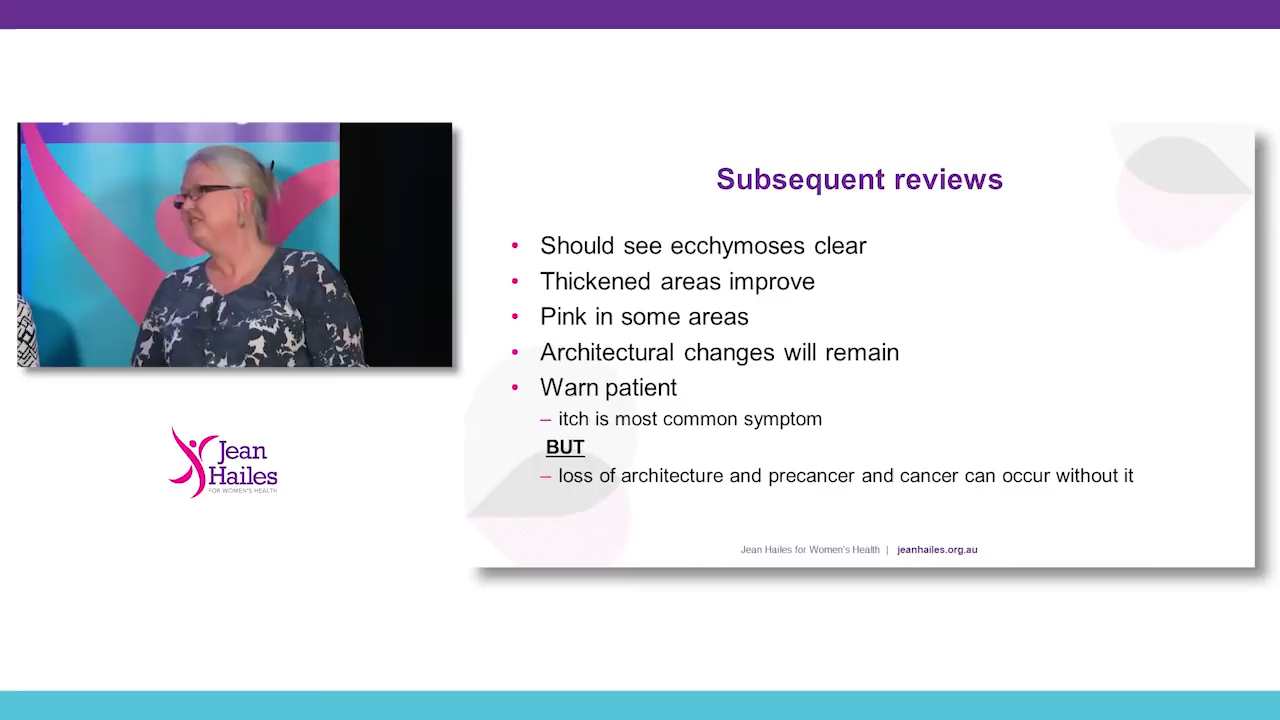 Subsequent reviews
• Should see ecchymoses clear
• Thickened areas improve
• Pink in some areas
• Architectural changes will remain
• Warn patient
– itch is most common symptom
BUT
– loss of architecture and precancer and cancer can occur without it
Jean Hailes for Women's Health | jeanhailes.org.au
Jean
Hailes
FOR WOMEN'S HEALTH